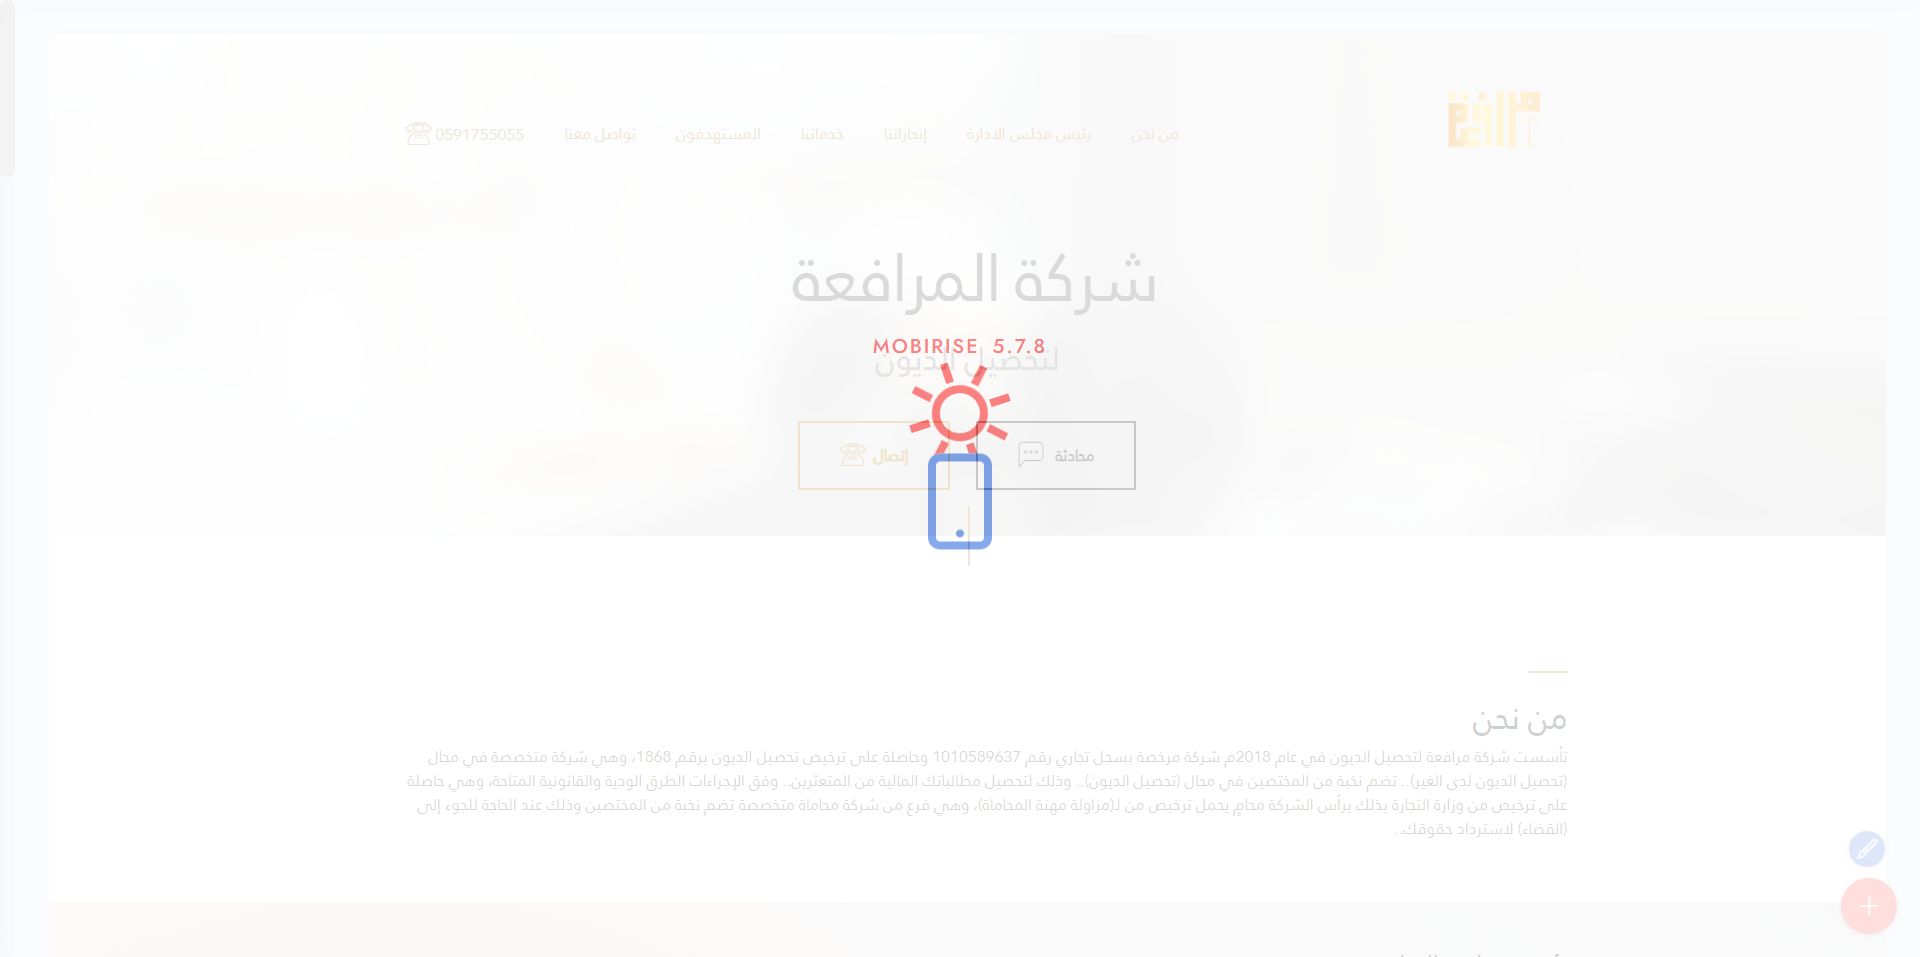 من نحن
رئيس مجلس الادارة
إنجازاتنا
خدماتنا
المستهدفون
تواصل معنا
0591755055
شركة المرافعة
MOBIRISE 5.7.8
لتحصيل الديون
محادثة
إتصال
من نحن
تأسست شركة مرافعة لتحصيل الديون في عام 2018م شركة مرخصة بسجل تجاري رقم 1010589637 وحاصلة على ترخيص تحصيل الديون برقم 1868، وهي شركة متخصصة في مجال
(تحصيل الديون لدى الغير).. تضم نخبة من المختصين في مجال (تحصيل الديون).. وذلك لتحصيل مطالباتك المالية من المتعثرين.. وفق الإجراءات الطرق الودية والقانونية المتاحة، وهي حاصلة
على ترخيص من وزارة التجارة بذلك يرأس الشركة محامٍ يحمل ترخيص من لـ(مزاولة مهنة المحاماة)، وهي فرع من شركة محاماة متخصصة تضم نخبة من المختصين وذلك عند الحاجة للجوء إلى
(القضاء) لاسترداد حقوقك..